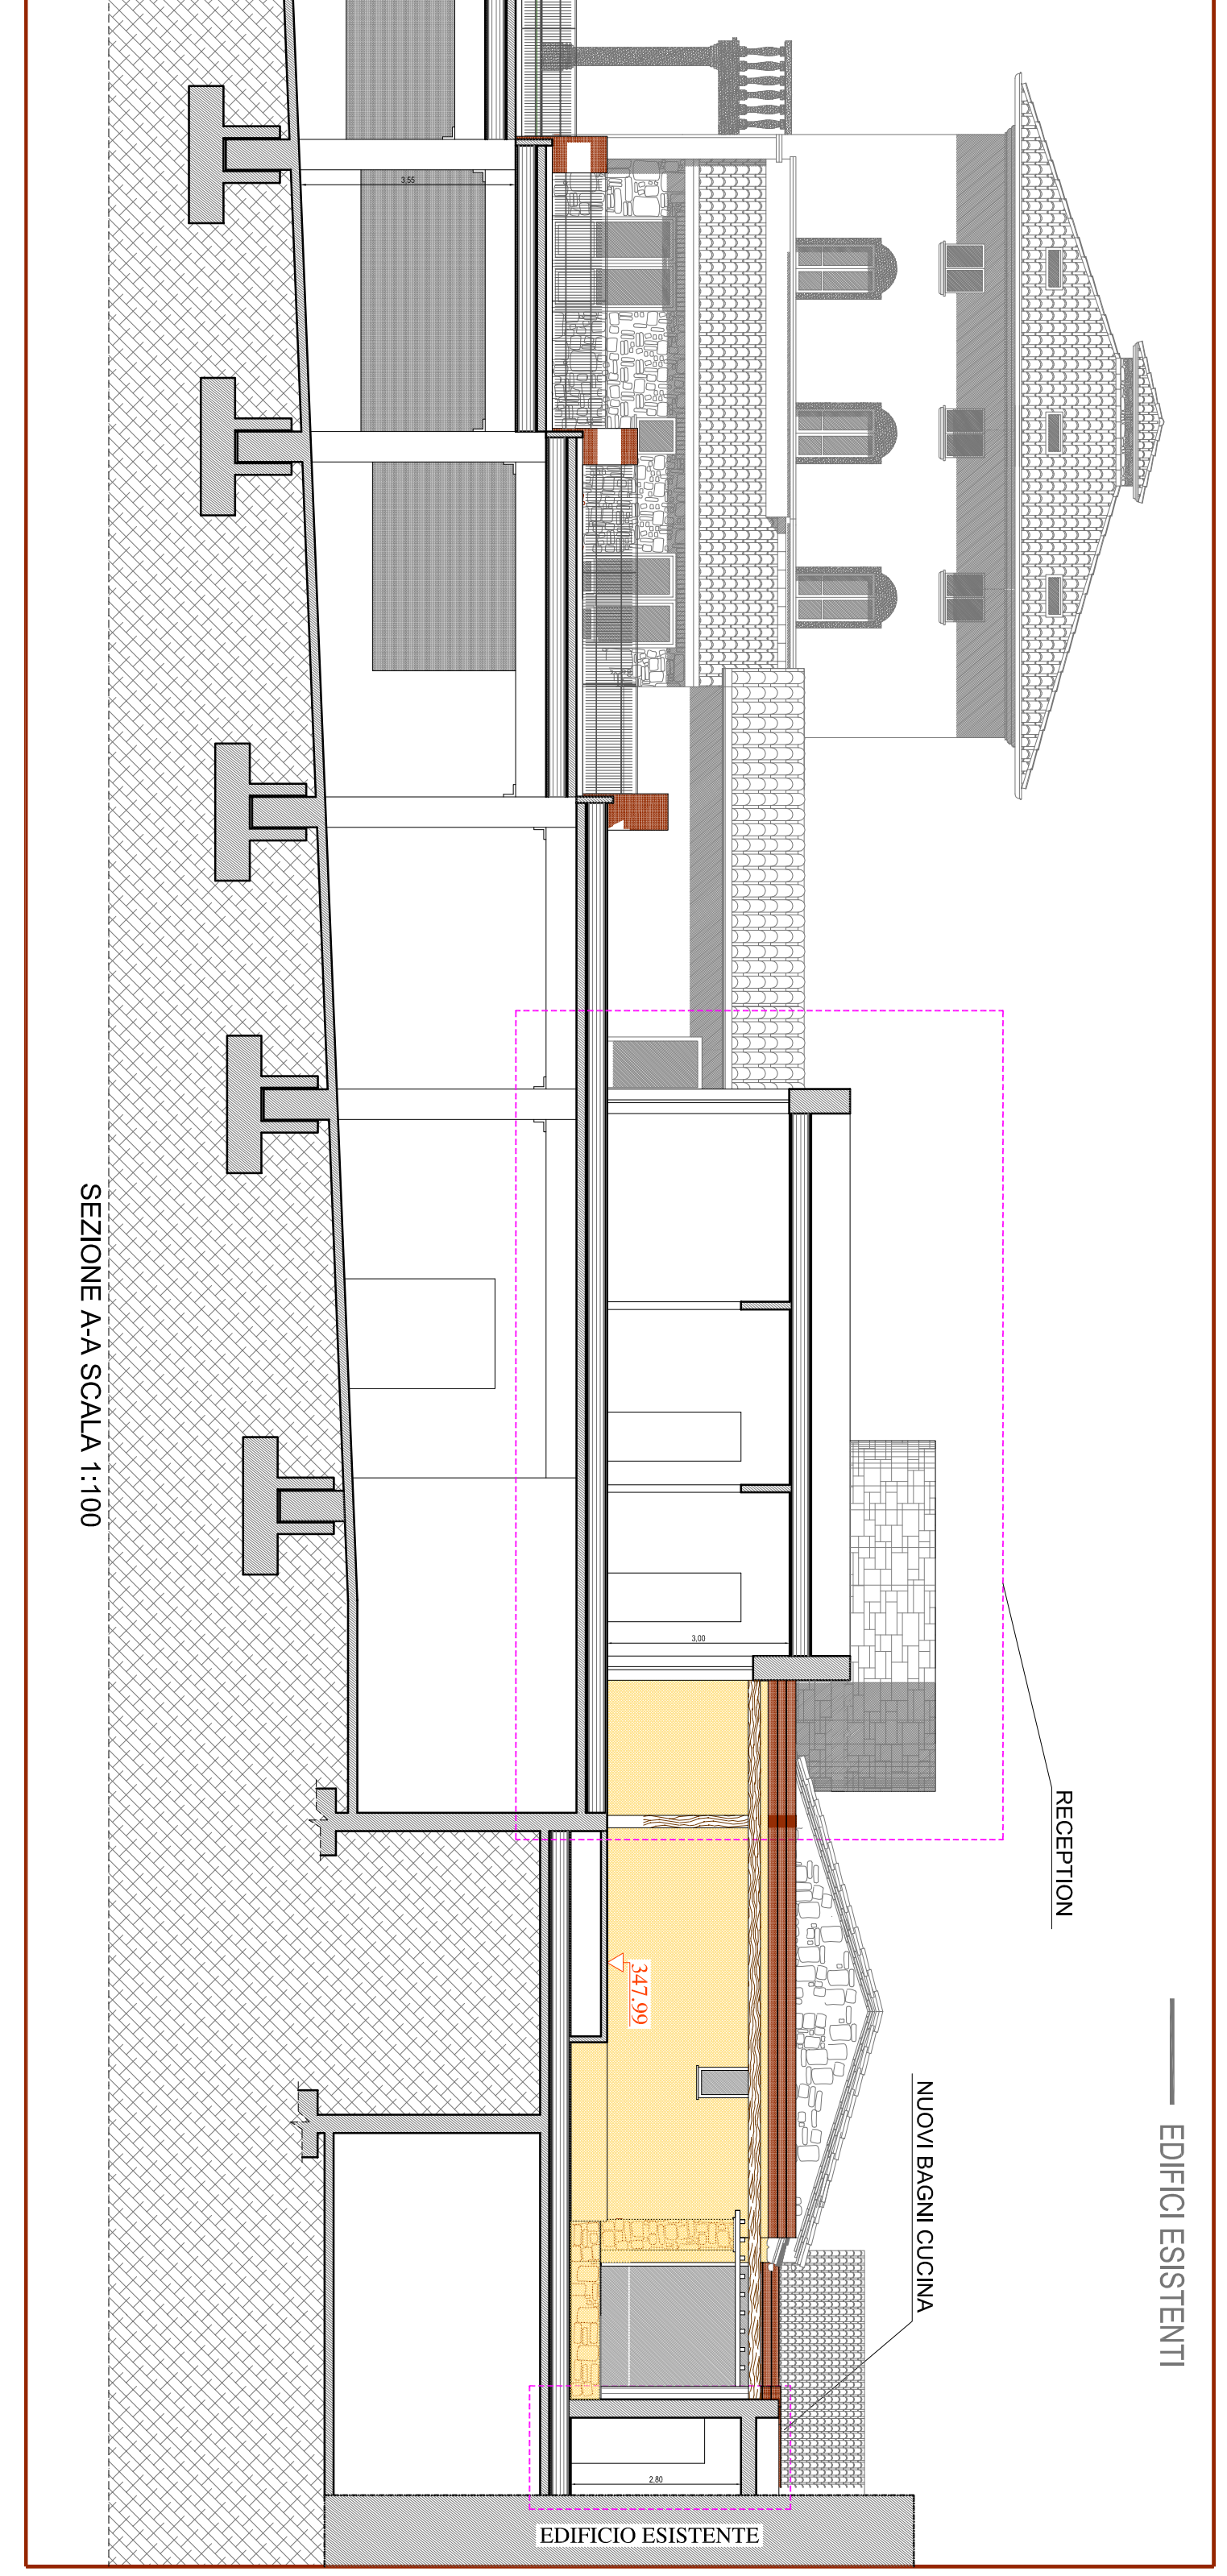 EDIFICI ESISTENTI
RECEPTION
NUOVI BAGNI CUCINA
3,55
3,00
347.99
2,80
EDIFICIO ESISTENTE
SEZIONE A-A SCALA 1:100